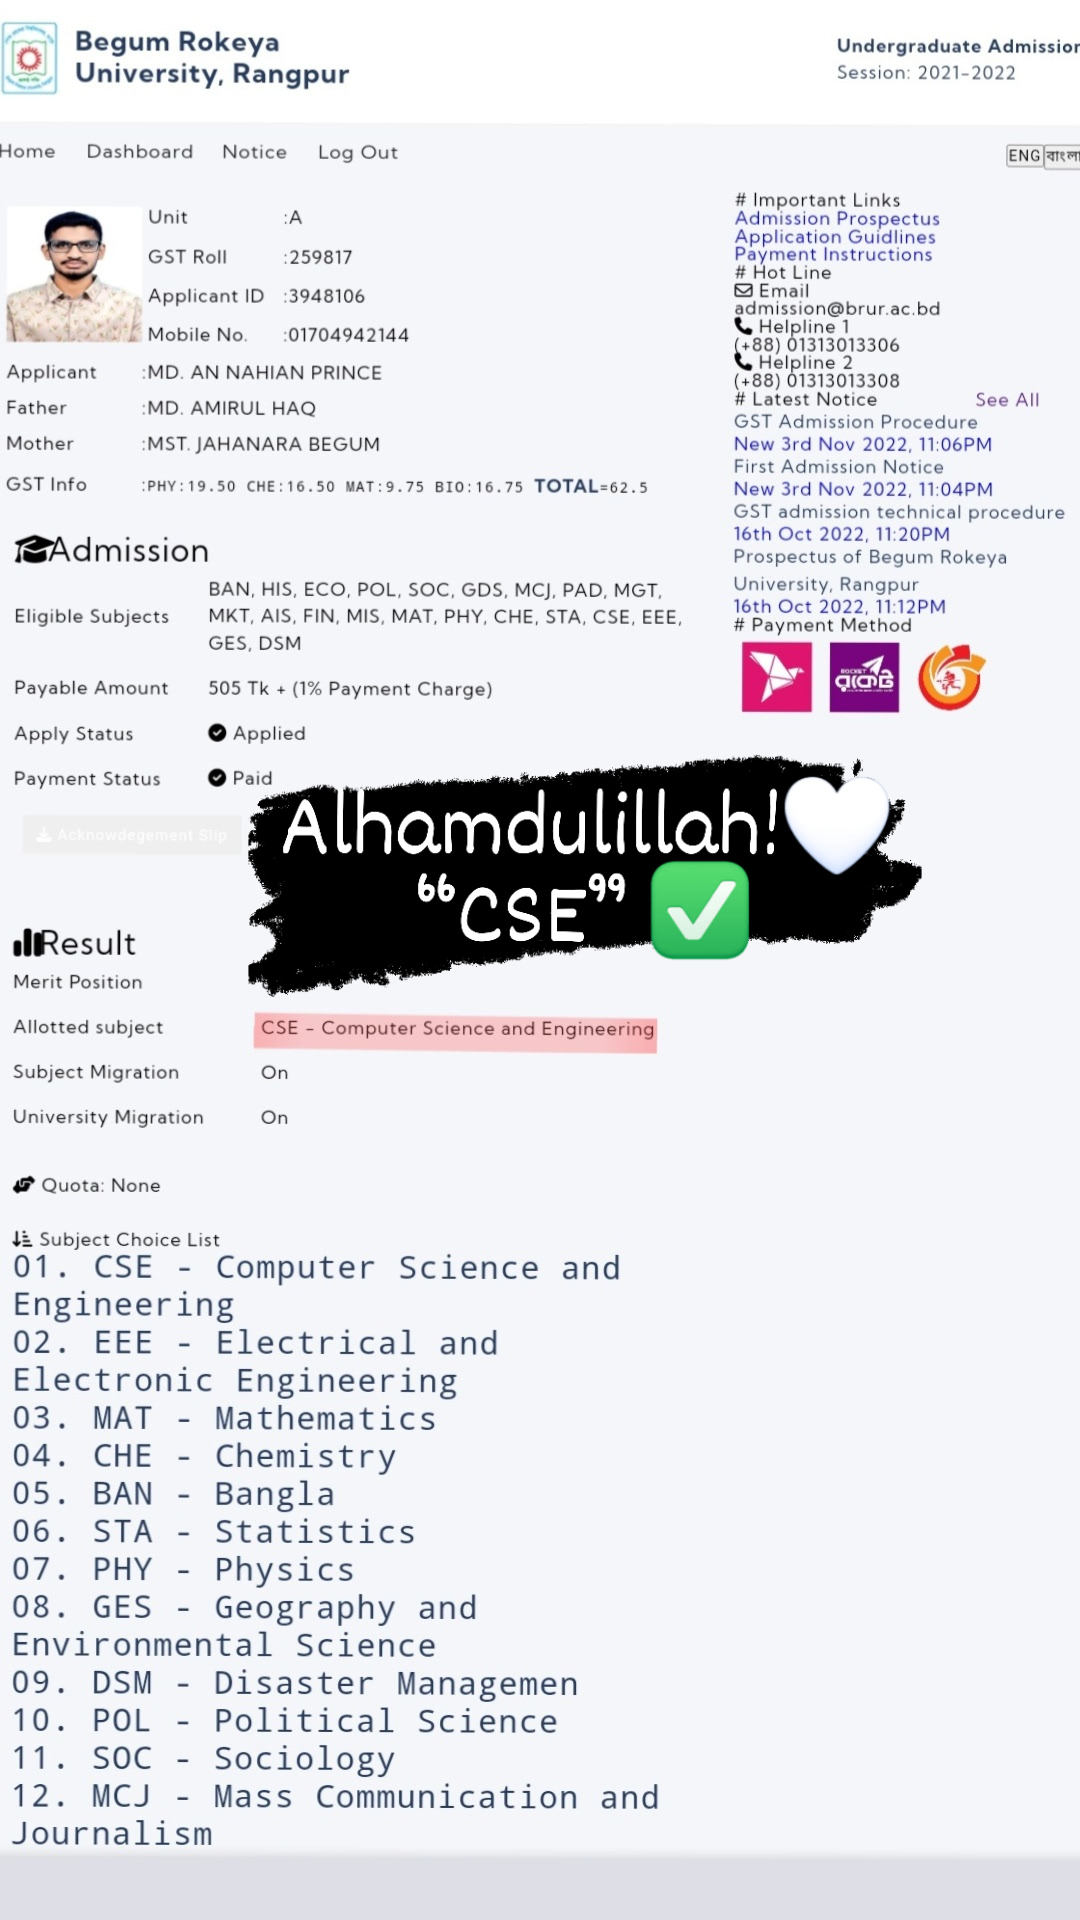 Begum Rokeya
University, Rangpur
Undergraduate Admission
Session: 2021-2022
Home Dashboard Notice Log Out
ENG বাংলা
Unit :A
GST Roll :259817
Applicant ID :3948106
Mobile No. :01704942144
Applicant :MD. AN NAHIAN PRINCE
Father :MD. AMIRUL HAQ
Mother :MST. JAHANARA BEGUM
GST Info :PHY:19.50 CHE:16.50 MAT:9.75 BIO:16.75 TOTAL=62.5
Admission
Eligible Subjects
BAN, HIS, ECO, POL, SOC, GDS, MCJ, PAD, MGT,
MKT, AIS, FIN, MIS, MAT, PHY, CHE, STA, CSE, EEE,
GES, DSM
Payable Amount 505 Tk + (1% Payment Charge)
Apply Status Applied
Payment Status Paid
Acknowdegement Slip
# Important Links
Admission Prospectus
Application Guidlines
Payment Instructions
# Hot Line
Email
admission@brur.ac.bd
Helpline 1
(+88) 01313013306
Helpline 2
(+88) 01313013308
# Latest Notice See All
GST Admission Procedure
New 3rd Nov 2022, 11:06PM
First Admission Notice
New 3rd Nov 2022, 11:04PM
GST admission technical procedure
16th Oct 2022, 11:20PM
Prospectus of Begum Rokeya
University, Rangpur
16th Oct 2022, 11:12PM
# Payment Method
ROCKET
রকেট
Alhamdulillah!🤍
“CSE” ✅
Result
Merit Position
Allotted subject CSE - Computer Science and Engineering
Subject Migration On
University Migration On
Quota: None
Subject Choice List
01. CSE - Computer Science and
Engineering
02. EEE - Electrical and
Electronic Engineering
03. MAT - Mathematics
04. CHE - Chemistry
05. BAN - Bangla
06. STA - Statistics
07. PHY - Physics
08. GES - Geography and
Environmental Science
09. DSM - Disaster Managemen
10. POL - Political Science
11. SOC - Sociology
12. MCJ - Mass Communication and
Journalism